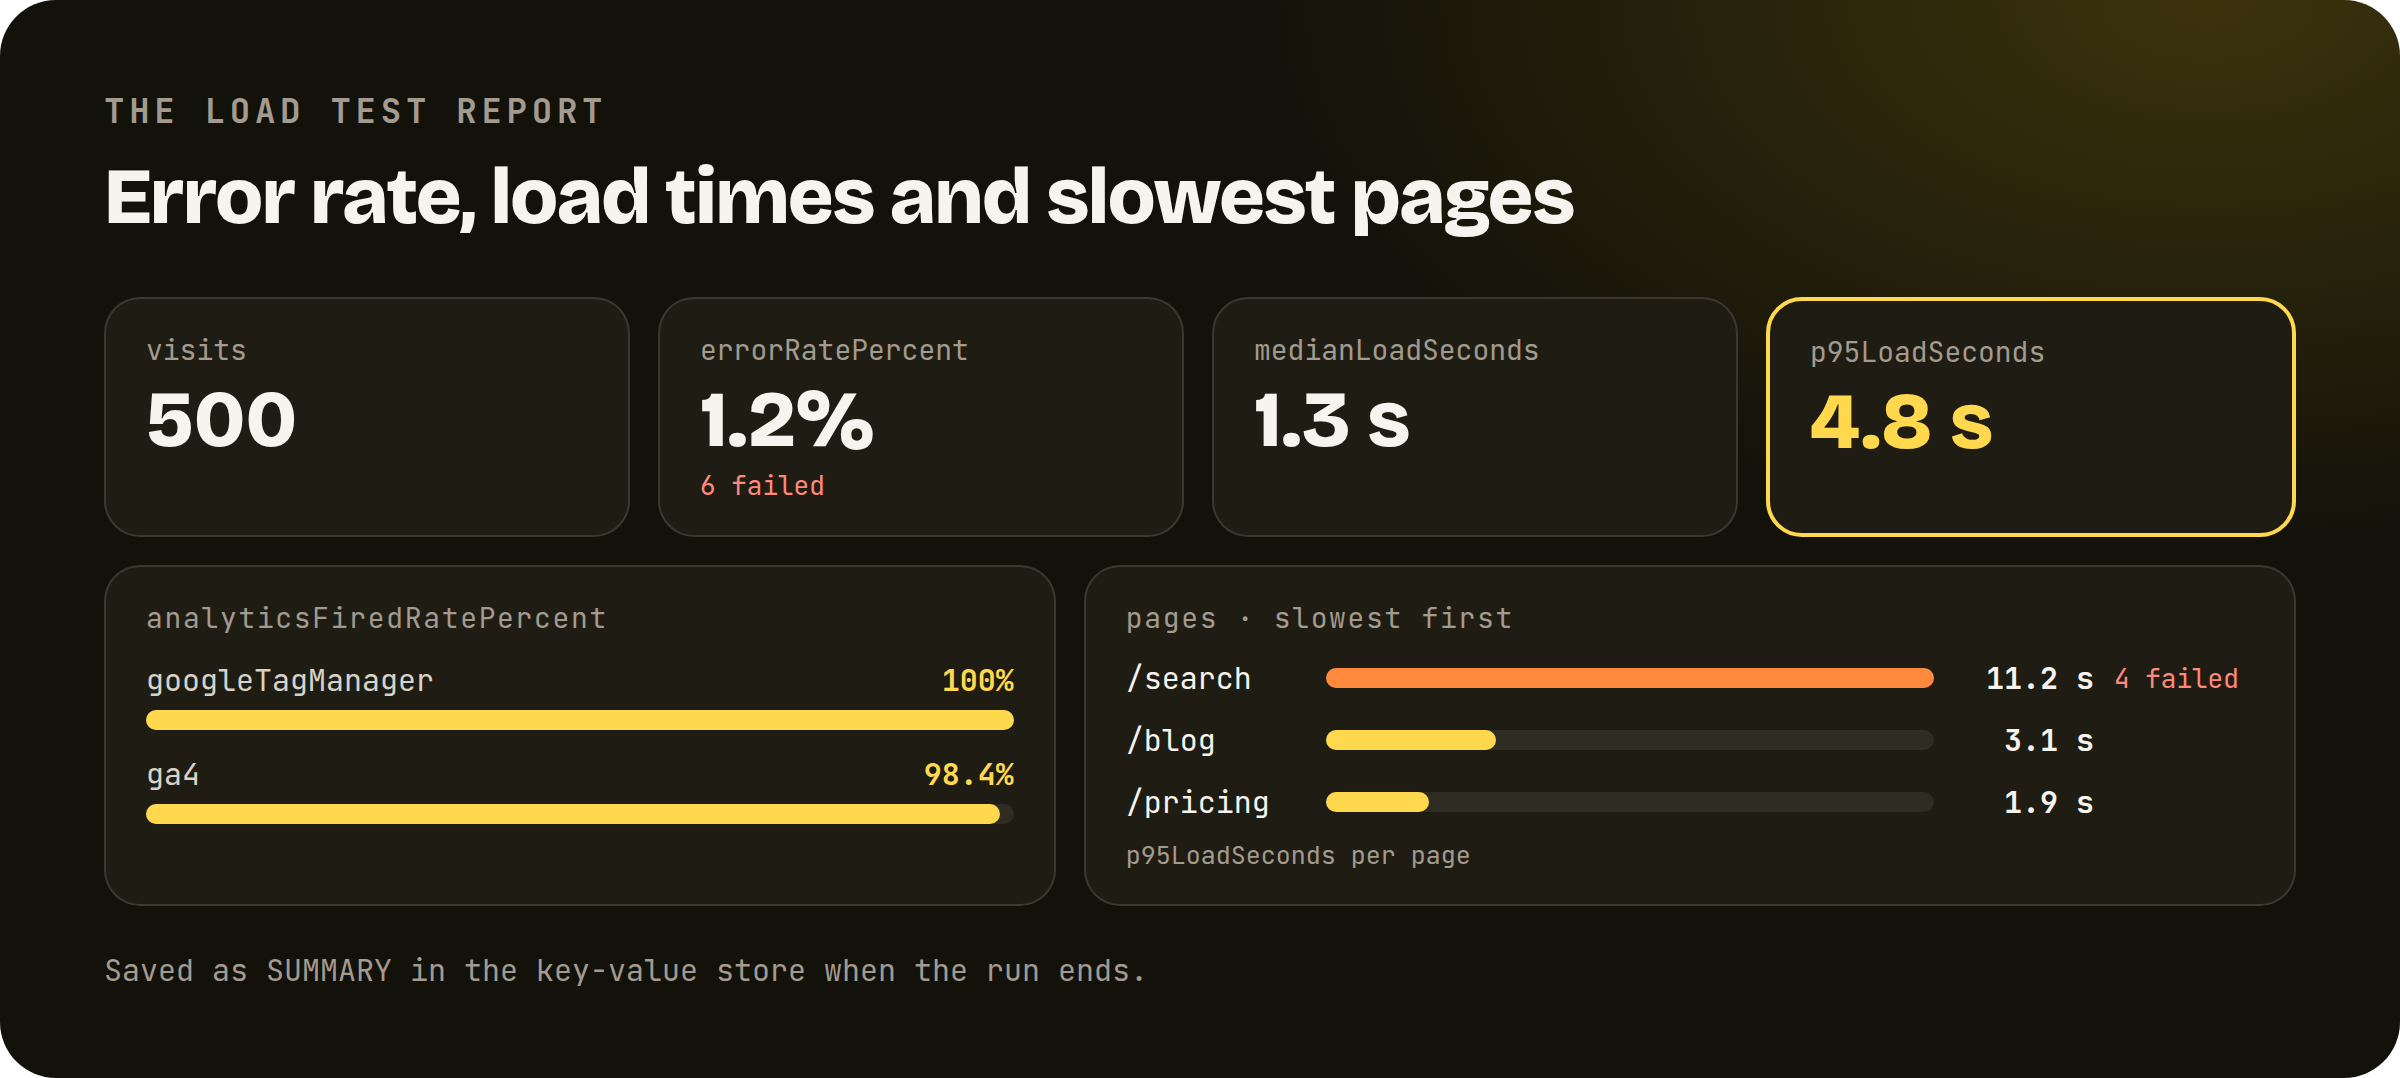 THE LOAD TEST REPORT
Error rate, load times and slowest pages
visits
500
errorRatePercent
1.2%
6 failed
medianLoadSeconds
1.3 s
p95LoadSeconds
4.8 s
analyticsFiredRatePercent
googleTagManager 100%
ga4 98.4%
pages · slowest first
/search 11.2 s 4 failed
/blog 3.1 s
/pricing 1.9 s
p95LoadSeconds per page
Saved as SUMMARY in the key-value store when the run ends.